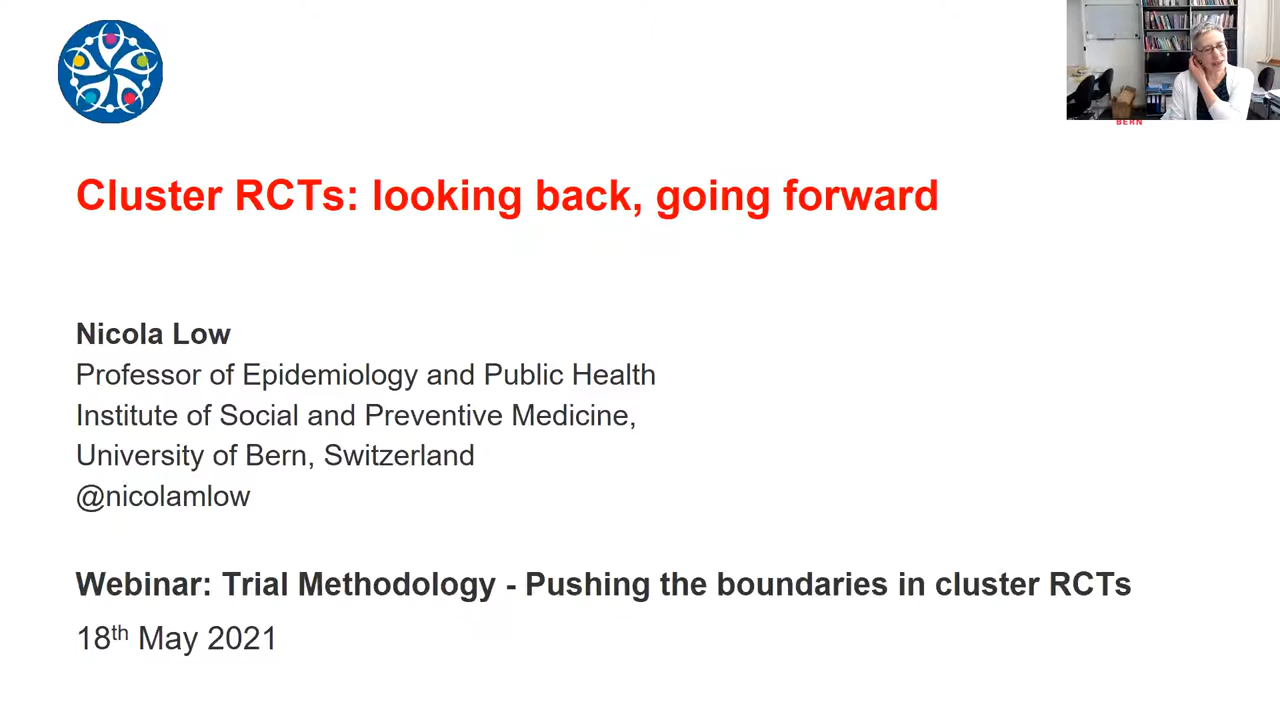 BERN
Cluster RCTs: looking back, going forward
Nicola Low
Professor of Epidemiology and Public Health
Institute of Social and Preventive Medicine,
University of Bern, Switzerland
@nicolamlow
Webinar: Trial Methodology - Pushing the boundaries in cluster RCTs
18th May 2021